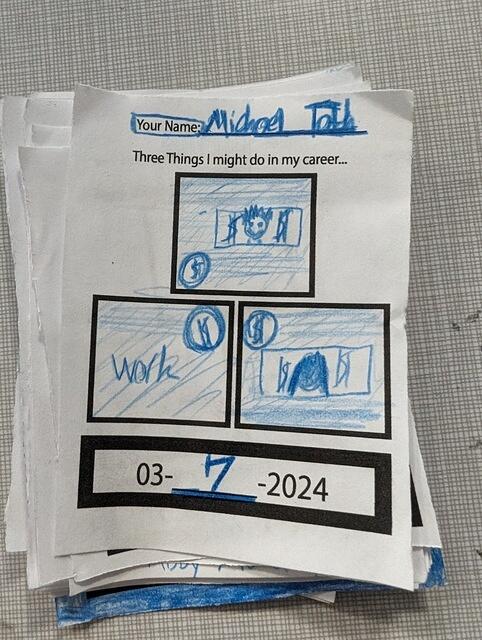 Your Name: Michael Toth
Three Things I might do in my career...
$ $
$
$
work
$
$ $
03- 7 -2024